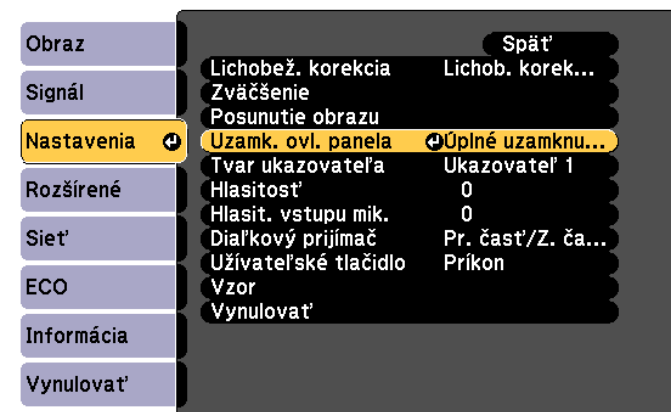 Obraz
Signál
Nastavenia
Rozšírené
Sieť
ECO
Informácia
Vynulovať
Späť
Lichobež. korekcia Lichob. korek...
Zväčšenie
Posunutie obrazu
Uzamk. ovl. panela Úplné uzamknu...
Tvar ukazovateľa Ukazovateľ 1
Hlasitosť 0
Hlasit. vstupu mik. 0
Diaľkový prijímač Pr. časť/Z. ča...
Užívateľské tlačidlo Príkon
Vzor
Vynulovať